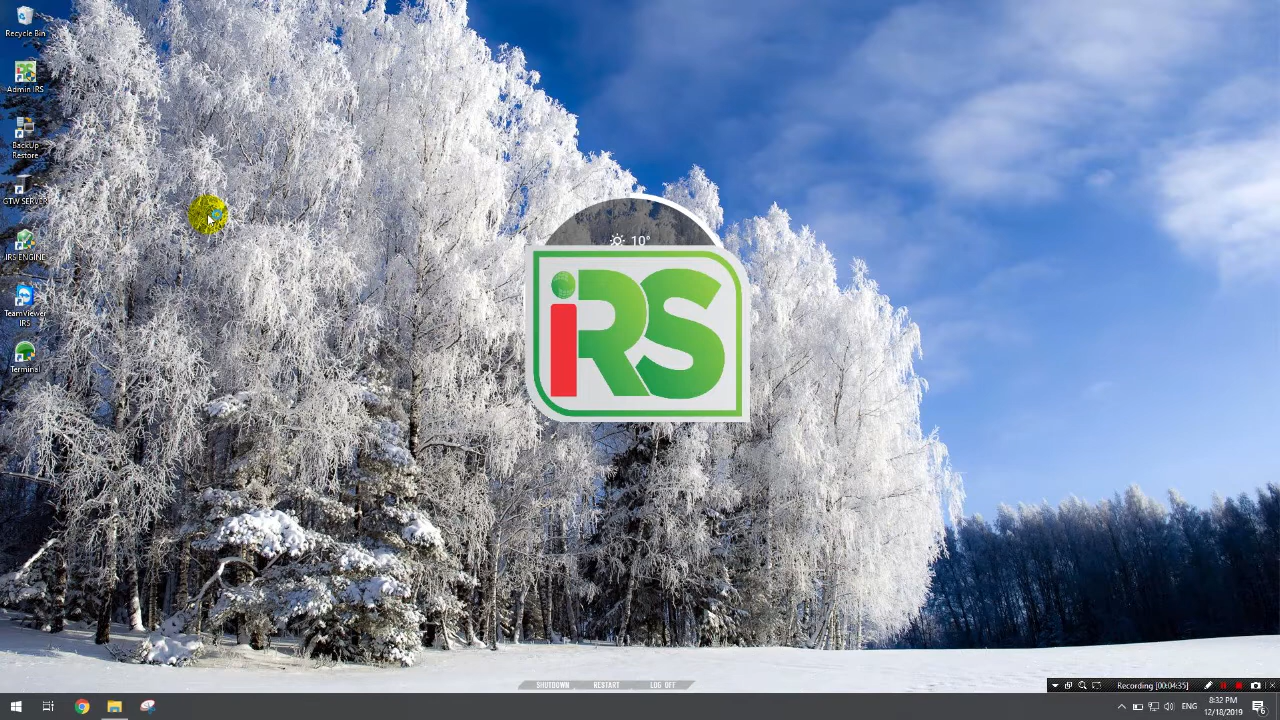 Recycle Bin
Admin IRS
BackUp
Restore
GTW SERVER
IRS ENGINE
TeamViewer
IRS
Terminal
10°
iRS
SHUTDOWN
RESTART
LOG OFF
Recording [00:04:35]
ENG
8:32 PM
12/18/2019
6